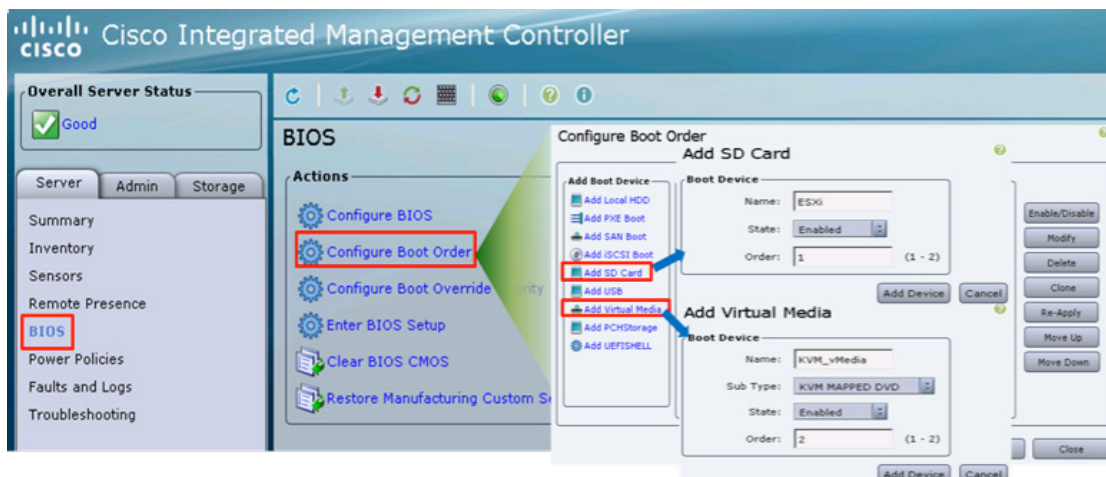 CISCO
Cisco Integrated Management Controller
Overall Server Status
Good
Server Admin Storage
Summary
Inventory
Sensors
Remote Presence
BIOS
Power Policies
Faults and Logs
Troubleshooting
BIOS
Actions
Configure BIOS
Configure Boot Order
Configure Boot Override
Enter BIOS Setup
Clear BIOS CMOS
Restore Manufacturing Custom
Configure Boot Order
Add Boot Device
Add Local HDD
Add PXE Boot
Add SAN Boot
Add iSCSI Boot
Add SD Card
Add USB
Add Virtual Media
Add PCHStorage
Add UEFISHELL
Add SD Card
Boot Device
Name: ESXi
State: Enabled
Order: 1 (1 - 2)
Add Device Cancel
Add Virtual Media
Boot Device
Name: KVM_vMedia
Sub Type: KVM MAPPED DVD
State: Enabled
Order: 2 (1 - 2)
Add Device Cancel
Enable/Disable
Modify
Delete
Clone
Re-Apply
Move Up
Move Down
Close